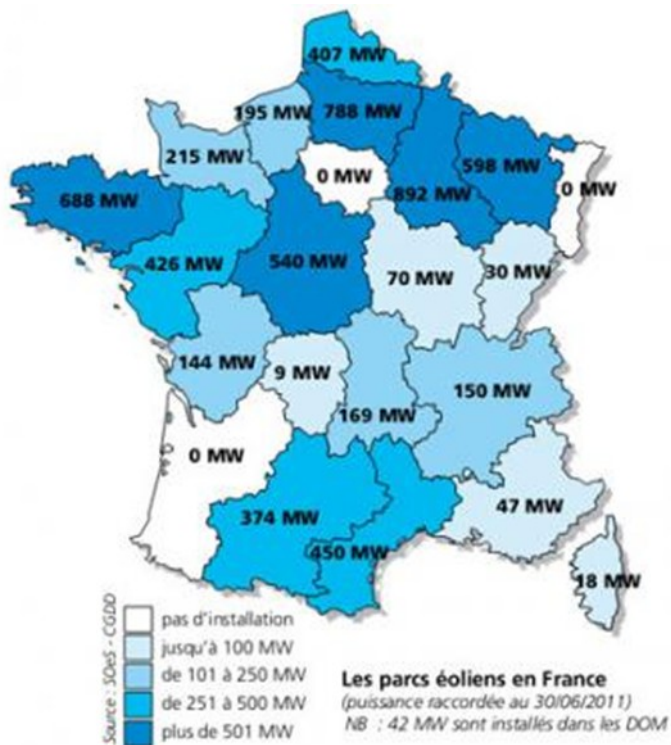 407 MW
195 MW
788 MW
215 MW
0 MW
598 MW
0 MW
688 MW
892 MW
426 MW
540 MW
70 MW
30 MW
144 MW
9 MW
169 MW
150 MW
0 MW
374 MW
450 MW
47 MW
18 MW
Source : SOeS - CGDD
pas d'installation
jusqu'à 100 MW
de 101 à 250 MW
de 251 à 500 MW
plus de 501 MW
Les parcs éoliens en France
(puissance raccordée au 30/06/2011)
NB : 42 MW sont installés dans les DOM